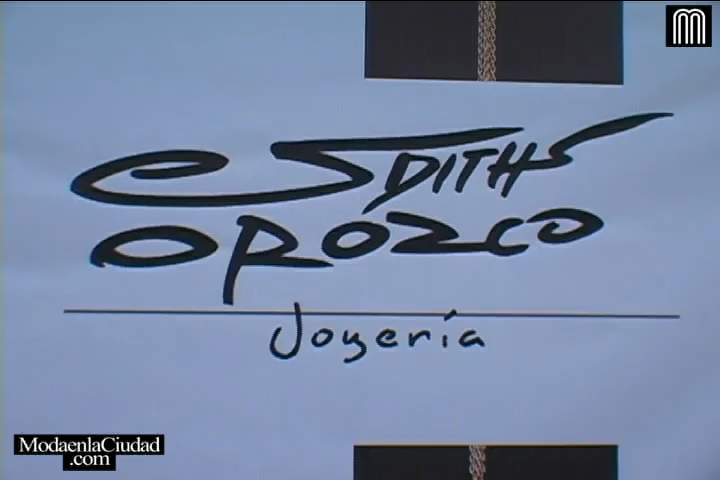 M
EDITH
OROZCO
Joyería
ModaenlaCiudad
.com